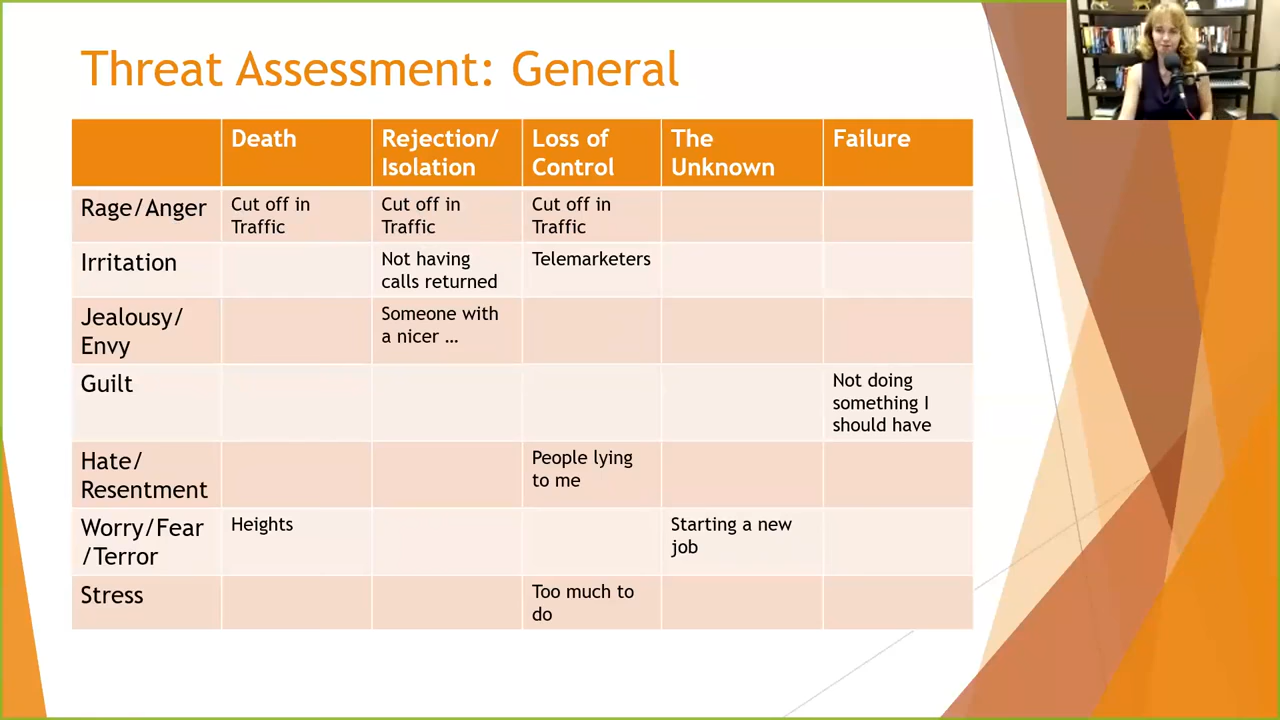 Threat Assessment: General
Death
Rejection/
Isolation
Loss of
Control
The
Unknown
Failure
Rage/Anger
Cut off in
Traffic
Cut off in
Traffic
Cut off in
Traffic
Irritation
Not having
calls returned
Telemarketers
Jealousy/
Envy
Someone with
a nicer …
Guilt
Not doing
something I
should have
Hate/
Resentment
People lying
to me
Worry/Fear
/Terror
Heights
Starting a new
job
Stress
Too much to
do